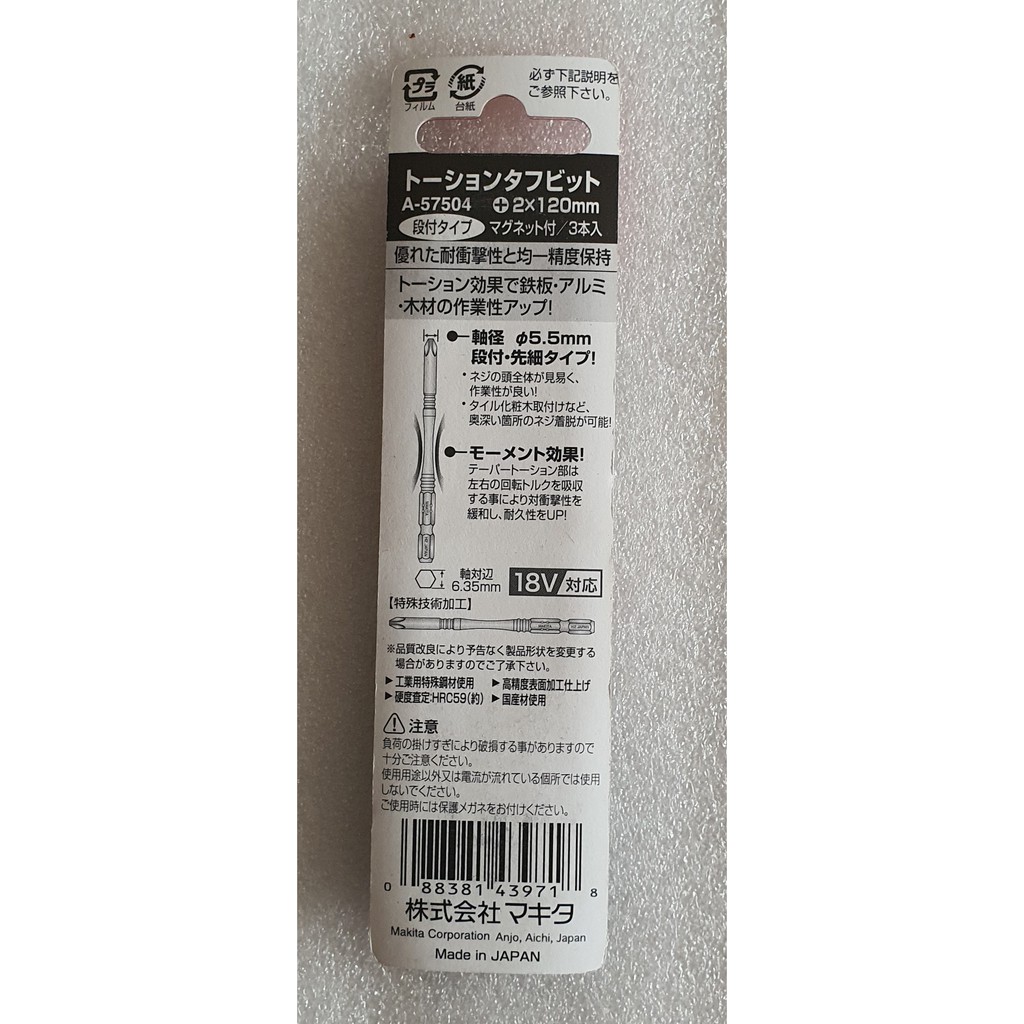 プラ
フィルム
紙
台紙
必ず下記説明を
ご参照下さい。
トーションタフビット
A-57504 ⊕2×120mm
段付タイプ マグネット付/3本入
優れた耐衝撃性と均一精度保持
トーション効果で鉄板・アルミ
・木材の作業性アップ!
軸径 φ5.5mm
段付・先細タイプ!
・ネジの頭全体が見易く、
作業性が良い!
・タイル化粧木取付けなど、
奥深い箇所のネジ着脱が可能!
モーメント効果!
テーパートーション部は
左右の回転トルクを吸収
する事により対衝撃性を
緩和し、耐久性をUP!
軸対辺
6.35mm
18V/対応
【特殊技術加工】
MAKITA
+2 JAPAN
※品質改良により予告なく製品形状を変更する
場合がありますのでご了承下さい。
▶工業用特殊鋼材使用 ▶高精度表面加工仕上げ
▶硬度査定:HRC59(約) ▶国産材使用
⚠注意
負荷の掛けすぎにより破損する事がありますので
十分ご注意ください。
使用用途以外又は電流が流れている個所では使用
しないでください。
ご使用時には保護メガネをお付けください。
0 88381 43971 8
株式会社マキタ
Makita Corporation Anjo, Aichi, Japan
Made in JAPAN